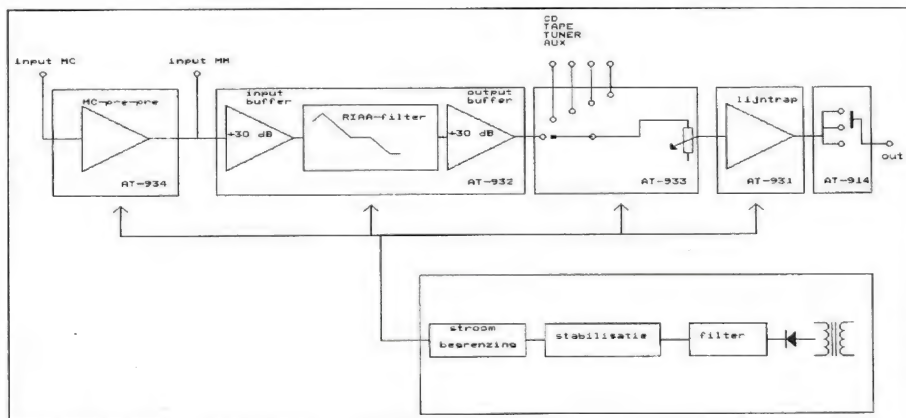 CD
TAPE
TUNER
AUX
input MC
input MM
MC-pre-pre
input
buffer
output
buffer
lijntrap
+30 dB
RIAA-filter
+30 dB
out
AT-934
AT-932
AT-933
AT-931
AT-914
stroom
begrenzing
stabilisatie
filter